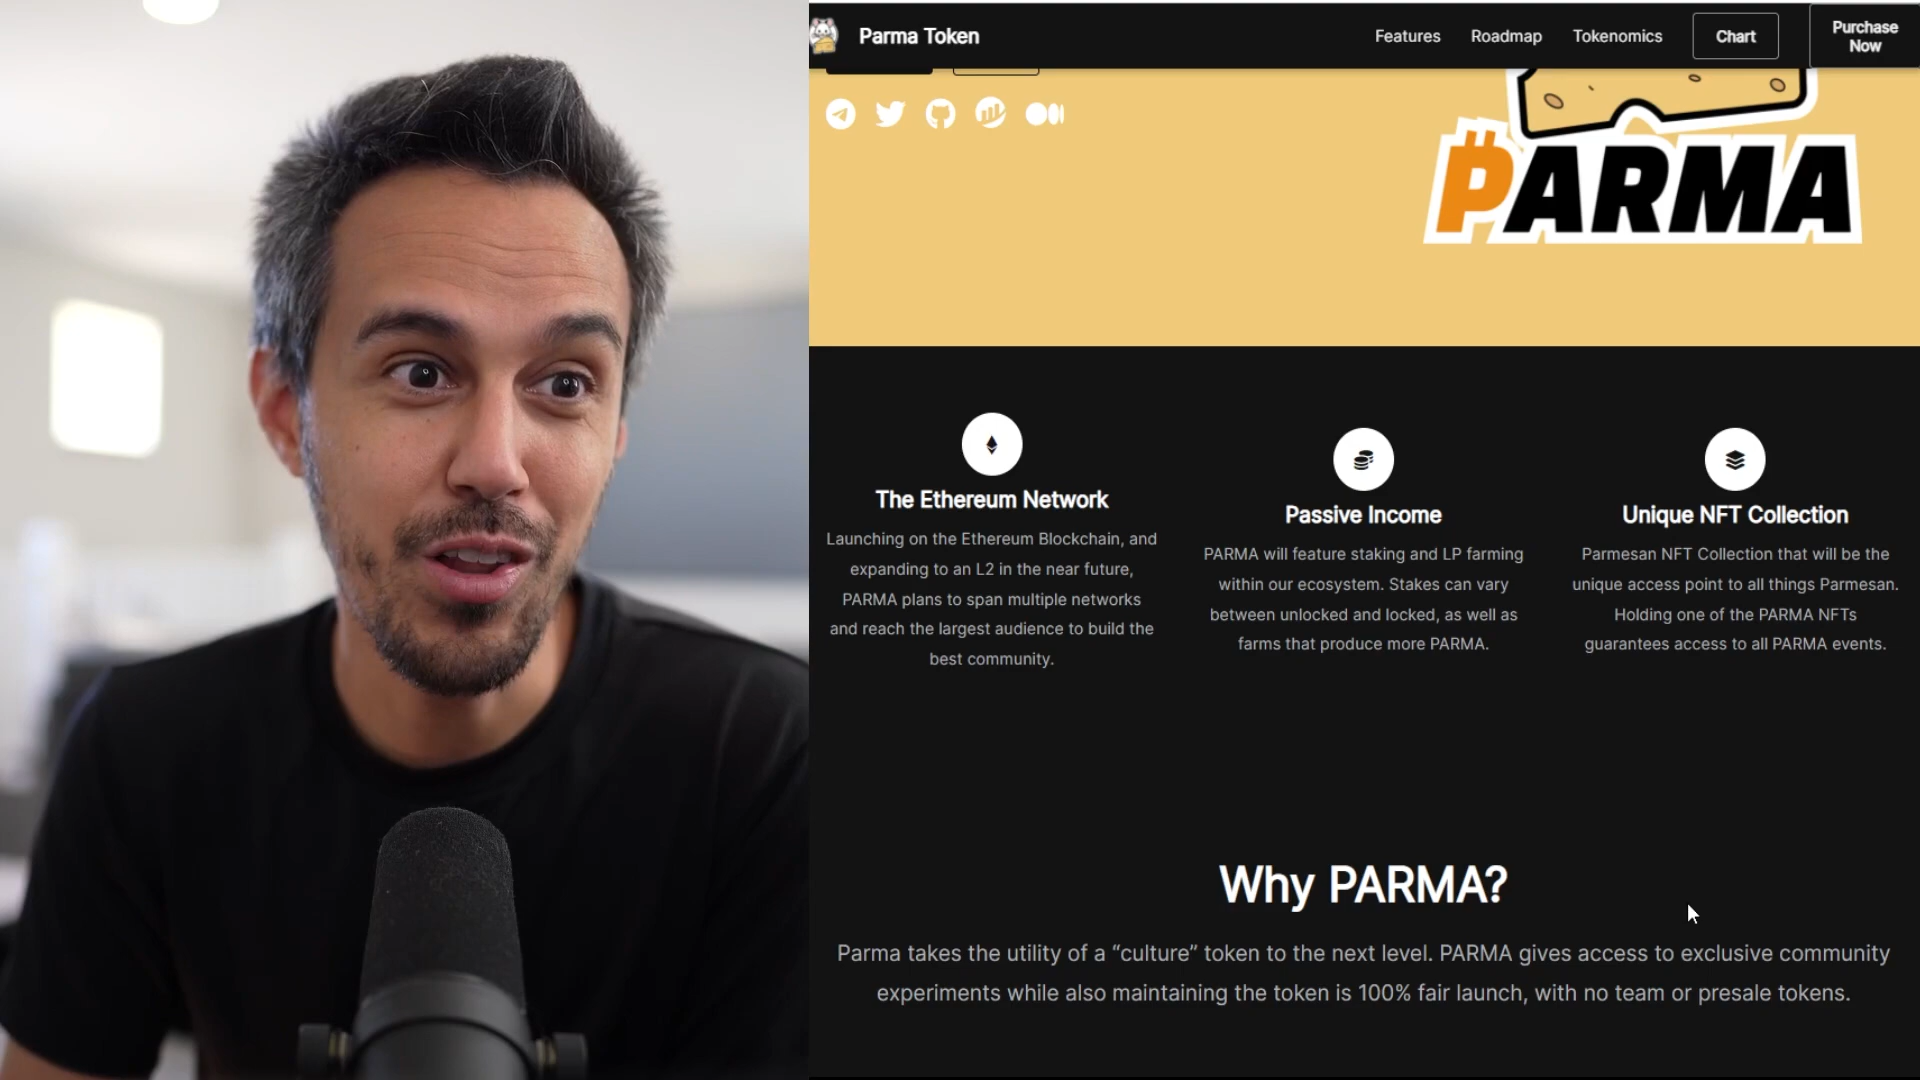 Parma Token
Features
Roadmap
Tokenomics
Chart
Purchase
Now
PARMA
The Ethereum Network
Launching on the Ethereum Blockchain, and
expanding to an L2 in the near future,
PARMA plans to span multiple networks
and reach the largest audience to build the
best community.
Passive Income
PARMA will feature staking and LP farming
within our ecosystem. Stakes can vary
between unlocked and locked, as well as
farms that produce more PARMA.
Unique NFT Collection
Parmesan NFT Collection that will be the
unique access point to all things Parmesan.
Holding one of the PARMA NFTs
guarantees access to all PARMA events.
Why PARMA?
Parma takes the utility of a “culture” token to the next level. PARMA gives access to exclusive community
experiments while also maintaining the token is 100% fair launch, with no team or presale tokens.